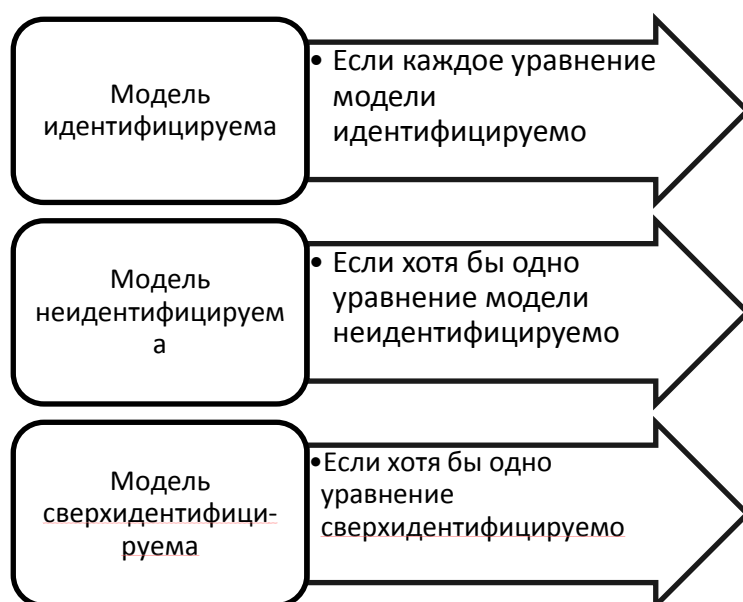 Модель
идентифицируема
• Если каждое уравнение
модели
идентифицируемо
Модель
неидентифицируем
а
• Если хотя бы одно
уравнение модели
неидентифицируемо
Модель
сверхидентифици-
руема
•Если хотя бы одно
уравнение
сверхидентифицируемо